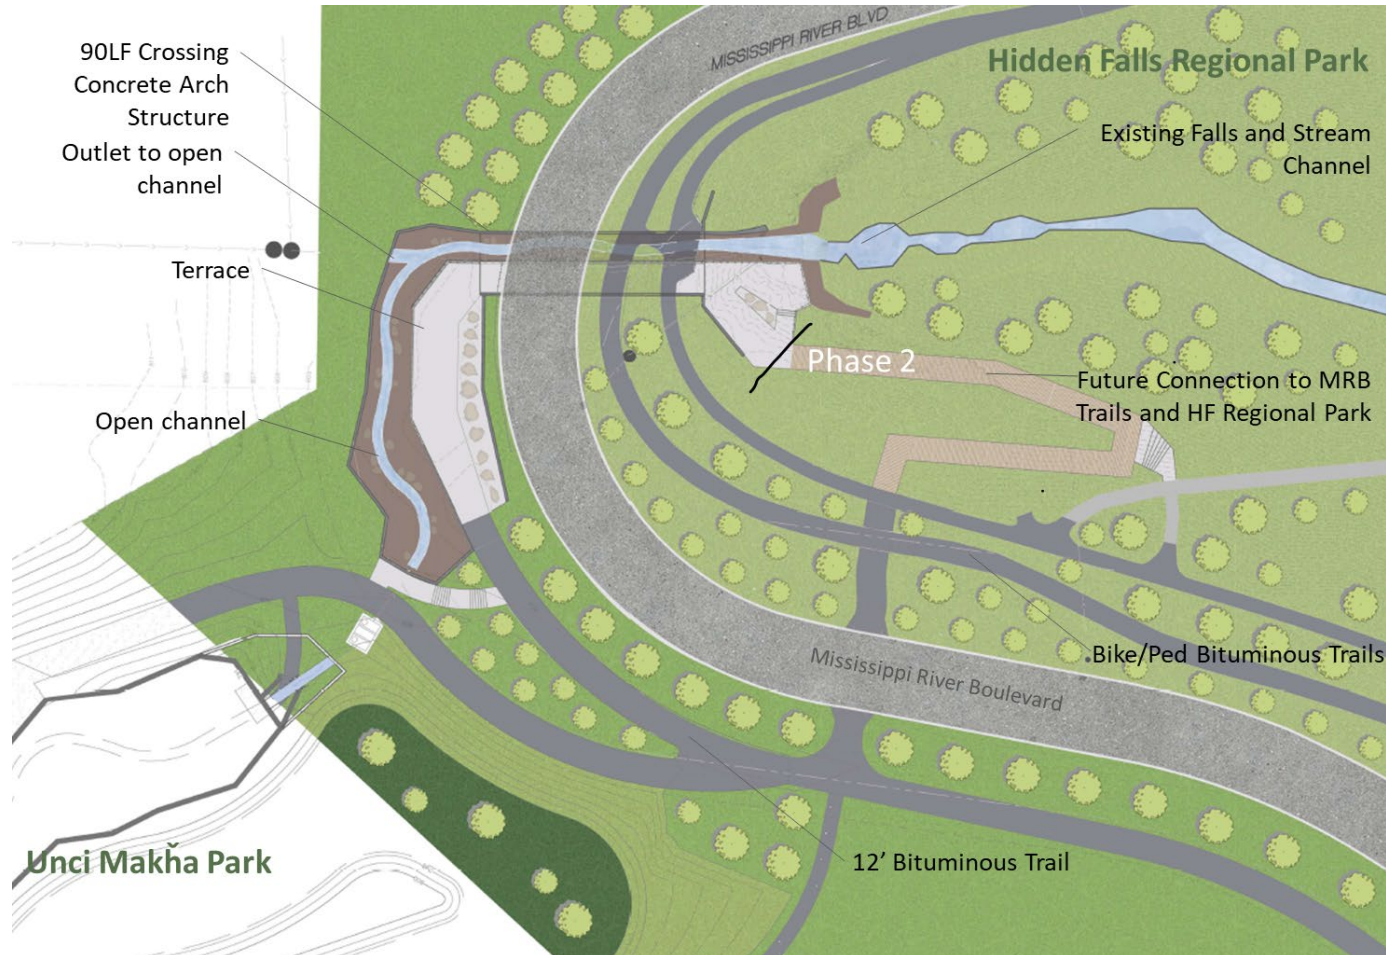 MISSISSIPPI RIVER BLVD
Hidden Falls Regional Park
90LF Crossing
Concrete Arch
Structure
Outlet to open
channel
Existing Falls and Stream
Channel
Terrace
Phase 2
Future Connection to MRB
Trails and HF Regional Park
Open channel
Bike/Ped Bituminous Trails
Mississippi River Boulevard
12’ Bituminous Trail
Unci Makȟa Park